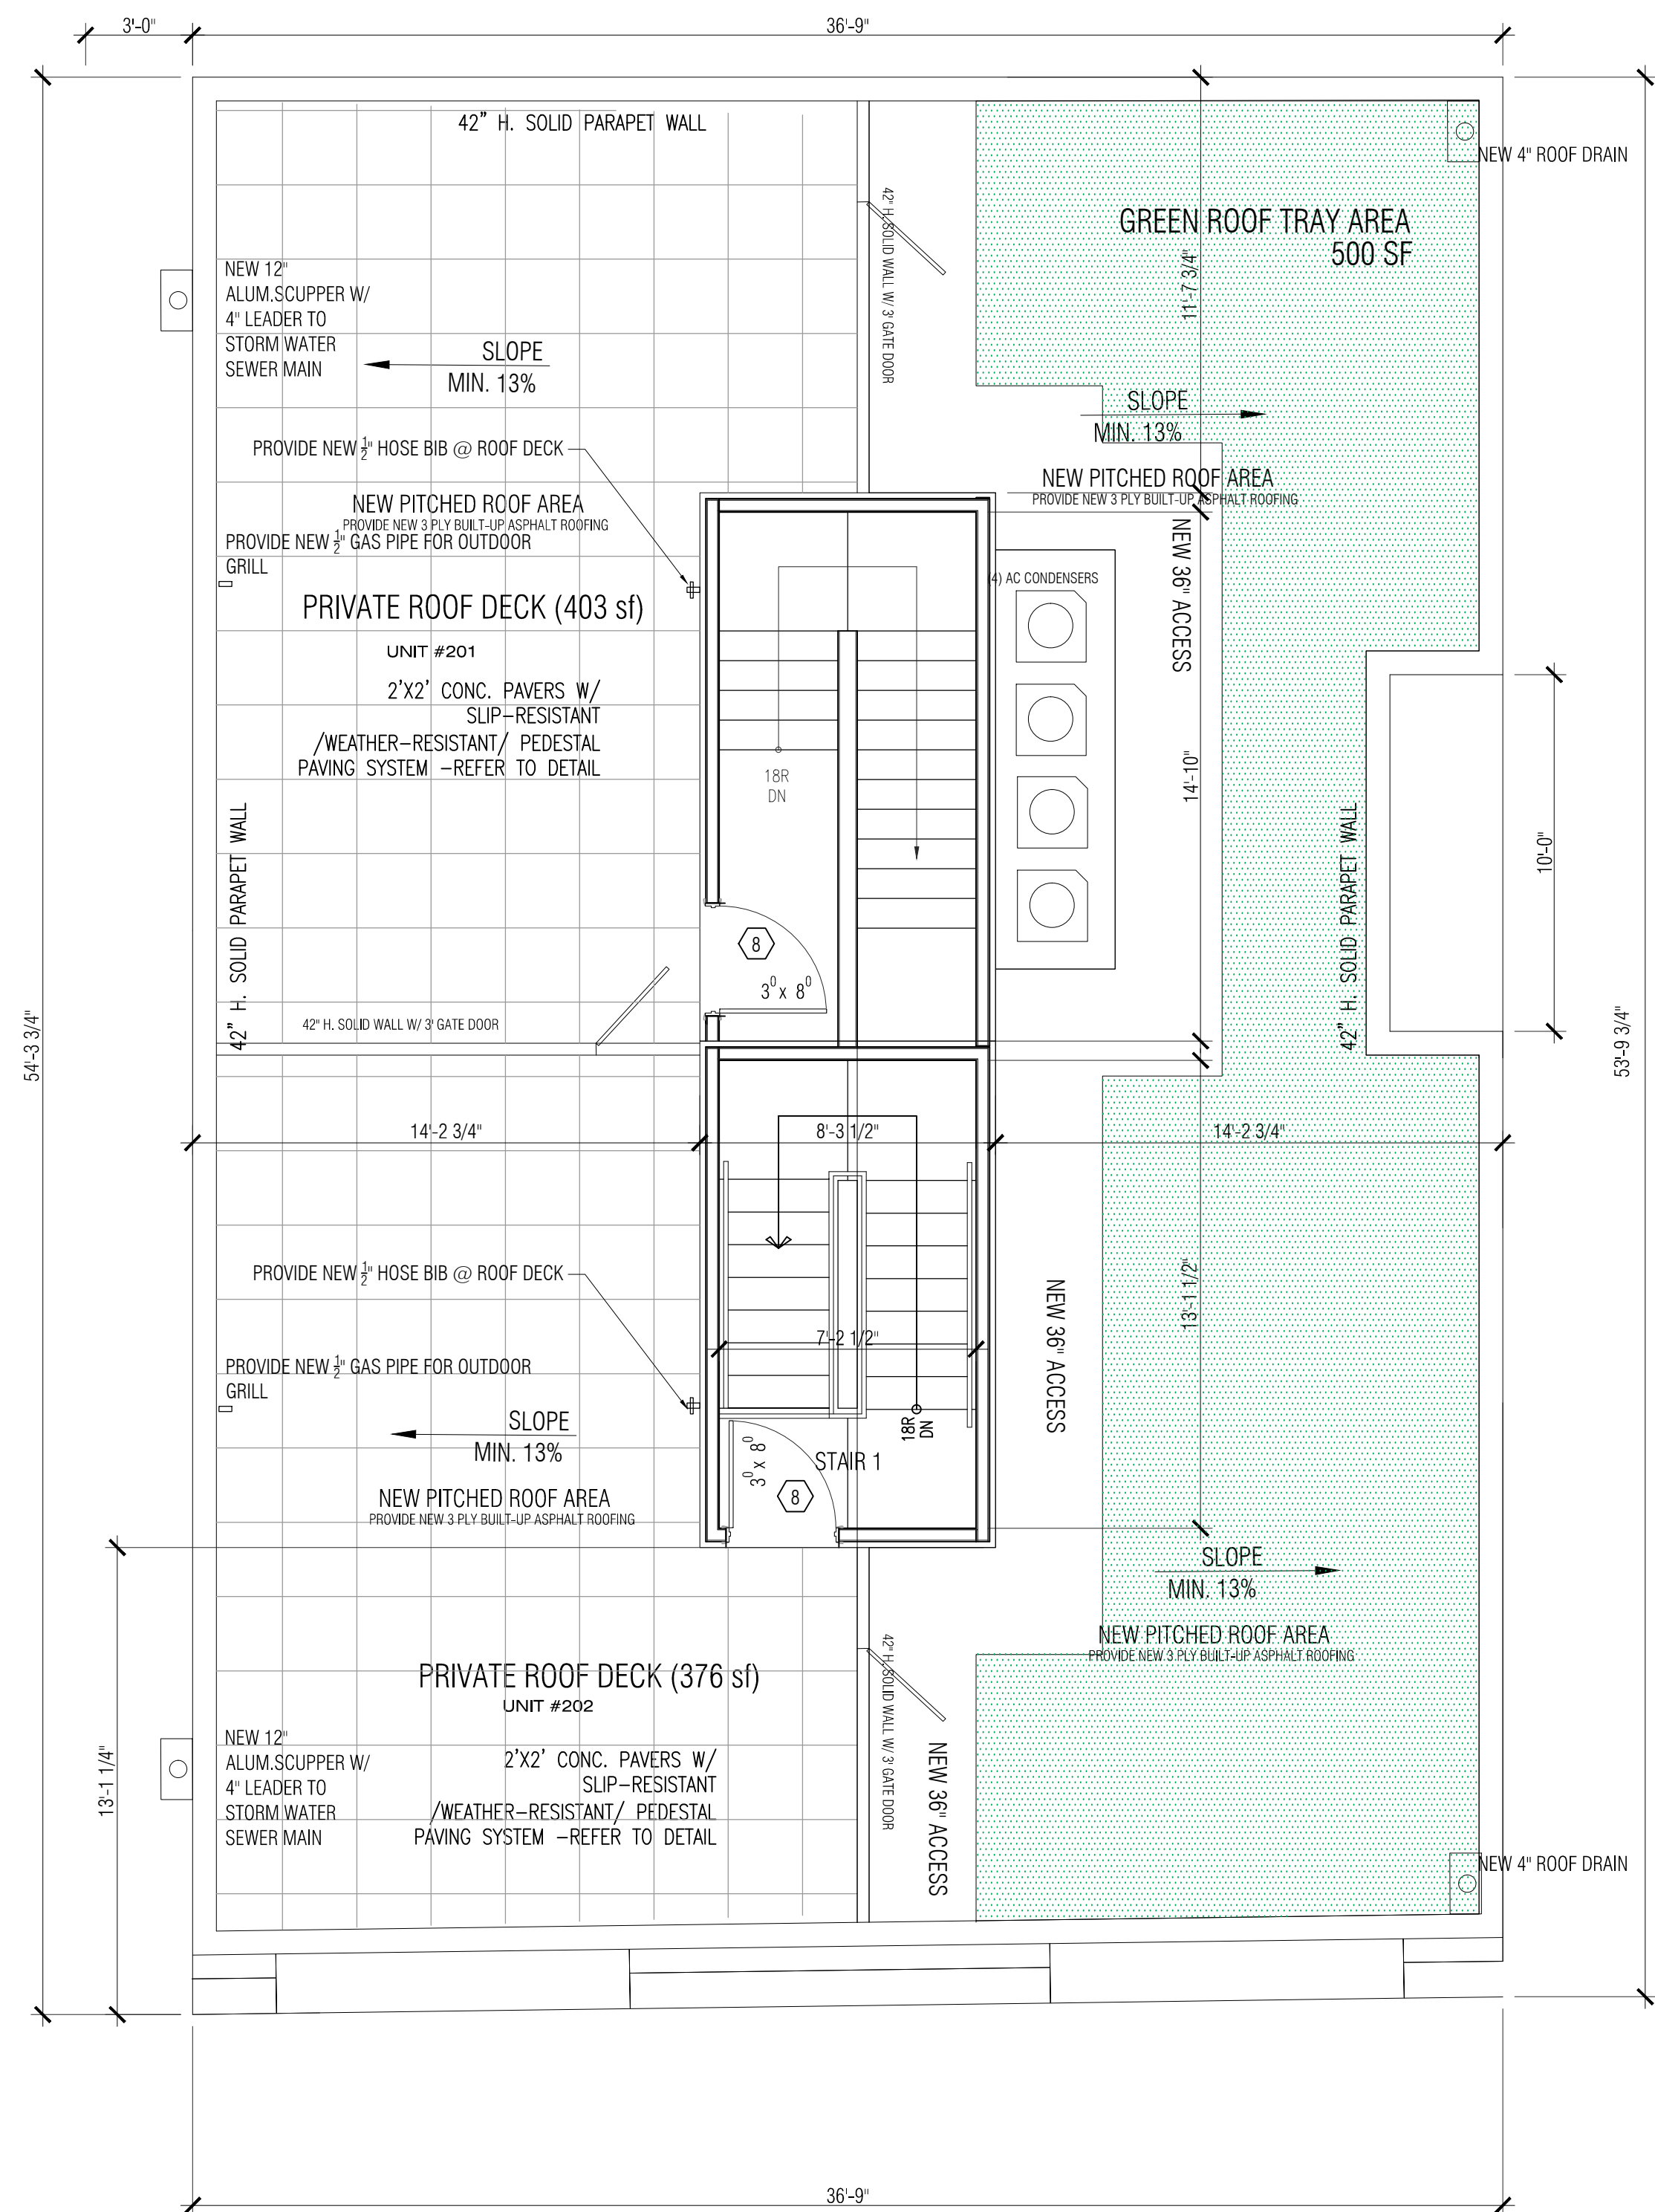 3'-0"
36'-9"
42" H. SOLID PARAPET WALL
NEW 4" ROOF DRAIN
42" H. SOLID WALL W/ 3' GATE DOOR
GREEN ROOF TRAY AREA
500 SF
11'-7 3/4"
NEW 12"
ALUM.SCUPPER W/
4" LEADER TO
STORM WATER
SEWER MAIN
SLOPE
MIN. 13%
SLOPE
MIN. 13%
PROVIDE NEW ½" HOSE BIB @ ROOF DECK
NEW PITCHED ROOF AREA
PROVIDE NEW 3 PLY BUILT-UP ASPHALT ROOFING
NEW PITCHED ROOF AREA
PROVIDE NEW 3 PLY BUILT-UP ASPHALT ROOFING
PROVIDE NEW ½" GAS PIPE FOR OUTDOOR
GRILL
NEW 36" ACCESS
4) AC CONDENSERS
PRIVATE ROOF DECK (403 sf)
UNIT #201
2'X2' CONC. PAVERS W/
SLIP-RESISTANT
/WEATHER-RESISTANT/ PEDESTAL
PAVING SYSTEM -REFER TO DETAIL
18R
DN
14'-10"
42" H. SOLID PARAPET WALL
42" H. SOLID PARAPET WALL
10'-0"
8
3⁰ x 8⁰
42" H. SOLID WALL W/ 3' GATE DOOR
54'-3 3/4"
53'-9 3/4"
14'-2 3/4"
8'-3 1/2"
14'-2 3/4"
PROVIDE NEW ½" HOSE BIB @ ROOF DECK
13'-1 1/2"
NEW 36" ACCESS
7'-2 1/2"
PROVIDE NEW ½" GAS PIPE FOR OUTDOOR
GRILL
SLOPE
MIN. 13%
18R
DN
3⁰ x 8⁰
STAIR 1
8
NEW PITCHED ROOF AREA
PROVIDE NEW 3 PLY BUILT-UP ASPHALT ROOFING
SLOPE
MIN. 13%
NEW PITCHED ROOF AREA
PROVIDE NEW 3 PLY BUILT-UP ASPHALT ROOFING
PRIVATE ROOF DECK (376 sf)
UNIT #202
42" H. SOLID WALL W/ 3' GATE DOOR
NEW 36" ACCESS
NEW 12"
ALUM.SCUPPER W/
4" LEADER TO
STORM WATER
SEWER MAIN
2'X2' CONC. PAVERS W/
SLIP-RESISTANT
/WEATHER-RESISTANT/ PEDESTAL
PAVING SYSTEM -REFER TO DETAIL
13'-1 1/4"
NEW 4" ROOF DRAIN
36'-9"